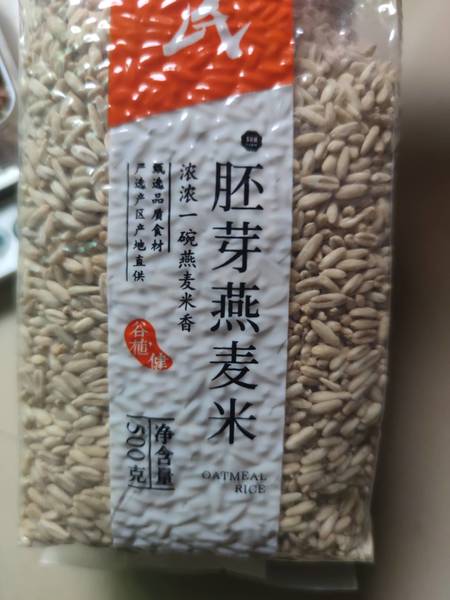 民
胚芽燕麦米
浓浓一碗燕麦米香
甄选品质食材
严选产区产地直供
谷植健
净含量
500克
OATMEAL
RICE